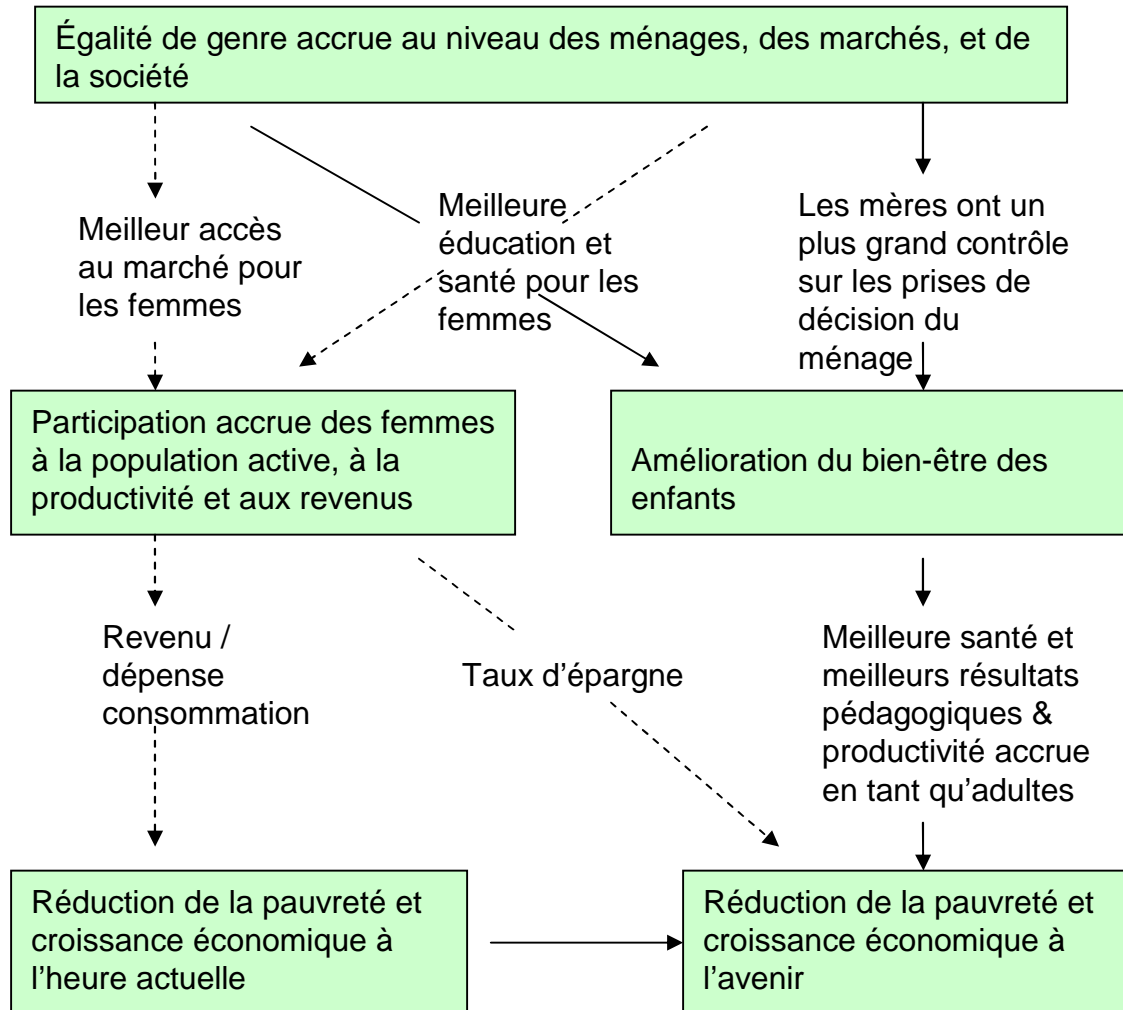 Égalité de genre accrue au niveau des ménages, des marchés, et de
la société
Meilleur accès
au marché pour
les femmes
Meilleure
éducation et
santé pour les
femmes
Les mères ont un
plus grand contrôle
sur les prises de
décision du
ménage
Participation accrue des femmes
à la population active, à la
productivité et aux revenus
Amélioration du bien-être des
enfants
Revenu /
dépense
consommation
Taux d’épargne
Meilleure santé et
meilleurs résultats
pédagogiques &
productivité accrue
en tant qu’adultes
Réduction de la pauvreté et
croissance économique à
l’heure actuelle
Réduction de la pauvreté et
croissance économique à
l’avenir